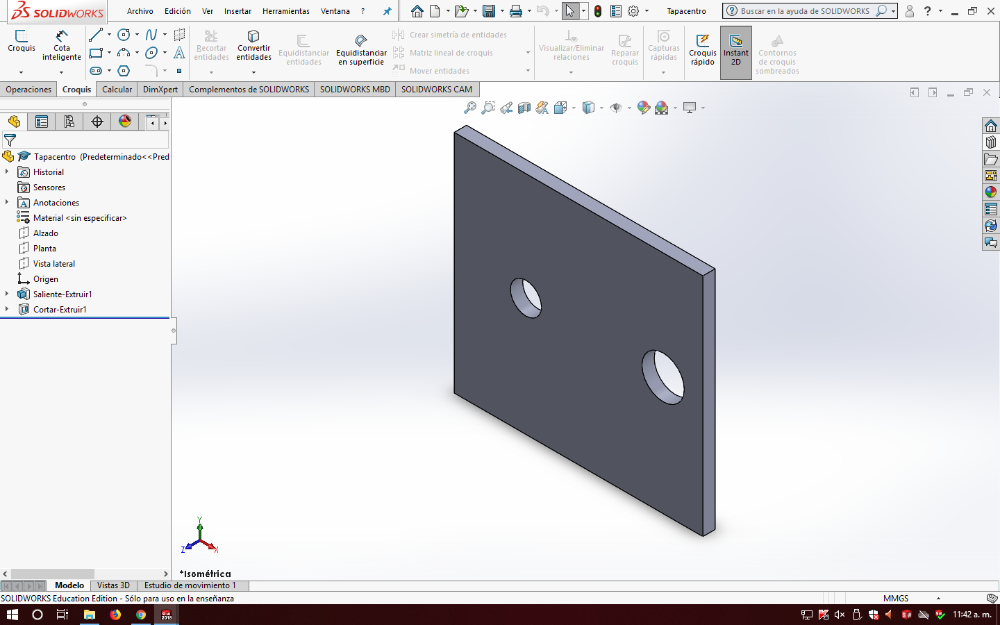 SOLIDWORKS Archivo Edición Ver Insertar Herramientas Ventana ? Tapacentro Buscar en la ayuda de SOLIDWORKS ?
Croquis Cota inteligente Recortar entidades Convertir entidades Equidistanciar entidades Equidistanciar en superficie
Crear simetría de entidades
Matriz lineal de croquis
Mover entidades
Visualizar/Eliminar relaciones Reparar croquis Capturas rápidas Croquis rápido Instant 2D Contornos de croquis sombreados
Operaciones Croquis Calcular DimXpert Complementos de SOLIDWORKS SOLIDWORKS MBD SOLIDWORKS CAM
Tapacentro (Predeterminado<<Pred
Historial
Sensores
Anotaciones
Material <sin especificar>
Alzado
Planta
Vista lateral
Origen
Saliente-Extruir1
Cortar-Extruir1
Y
Z X
*Isométrica
Modelo Vistas 3D Estudio de movimiento 1
SOLIDWORKS Education Edition - Sólo para uso en la enseñanza MMGS
SW 2018 11:42 a. m.